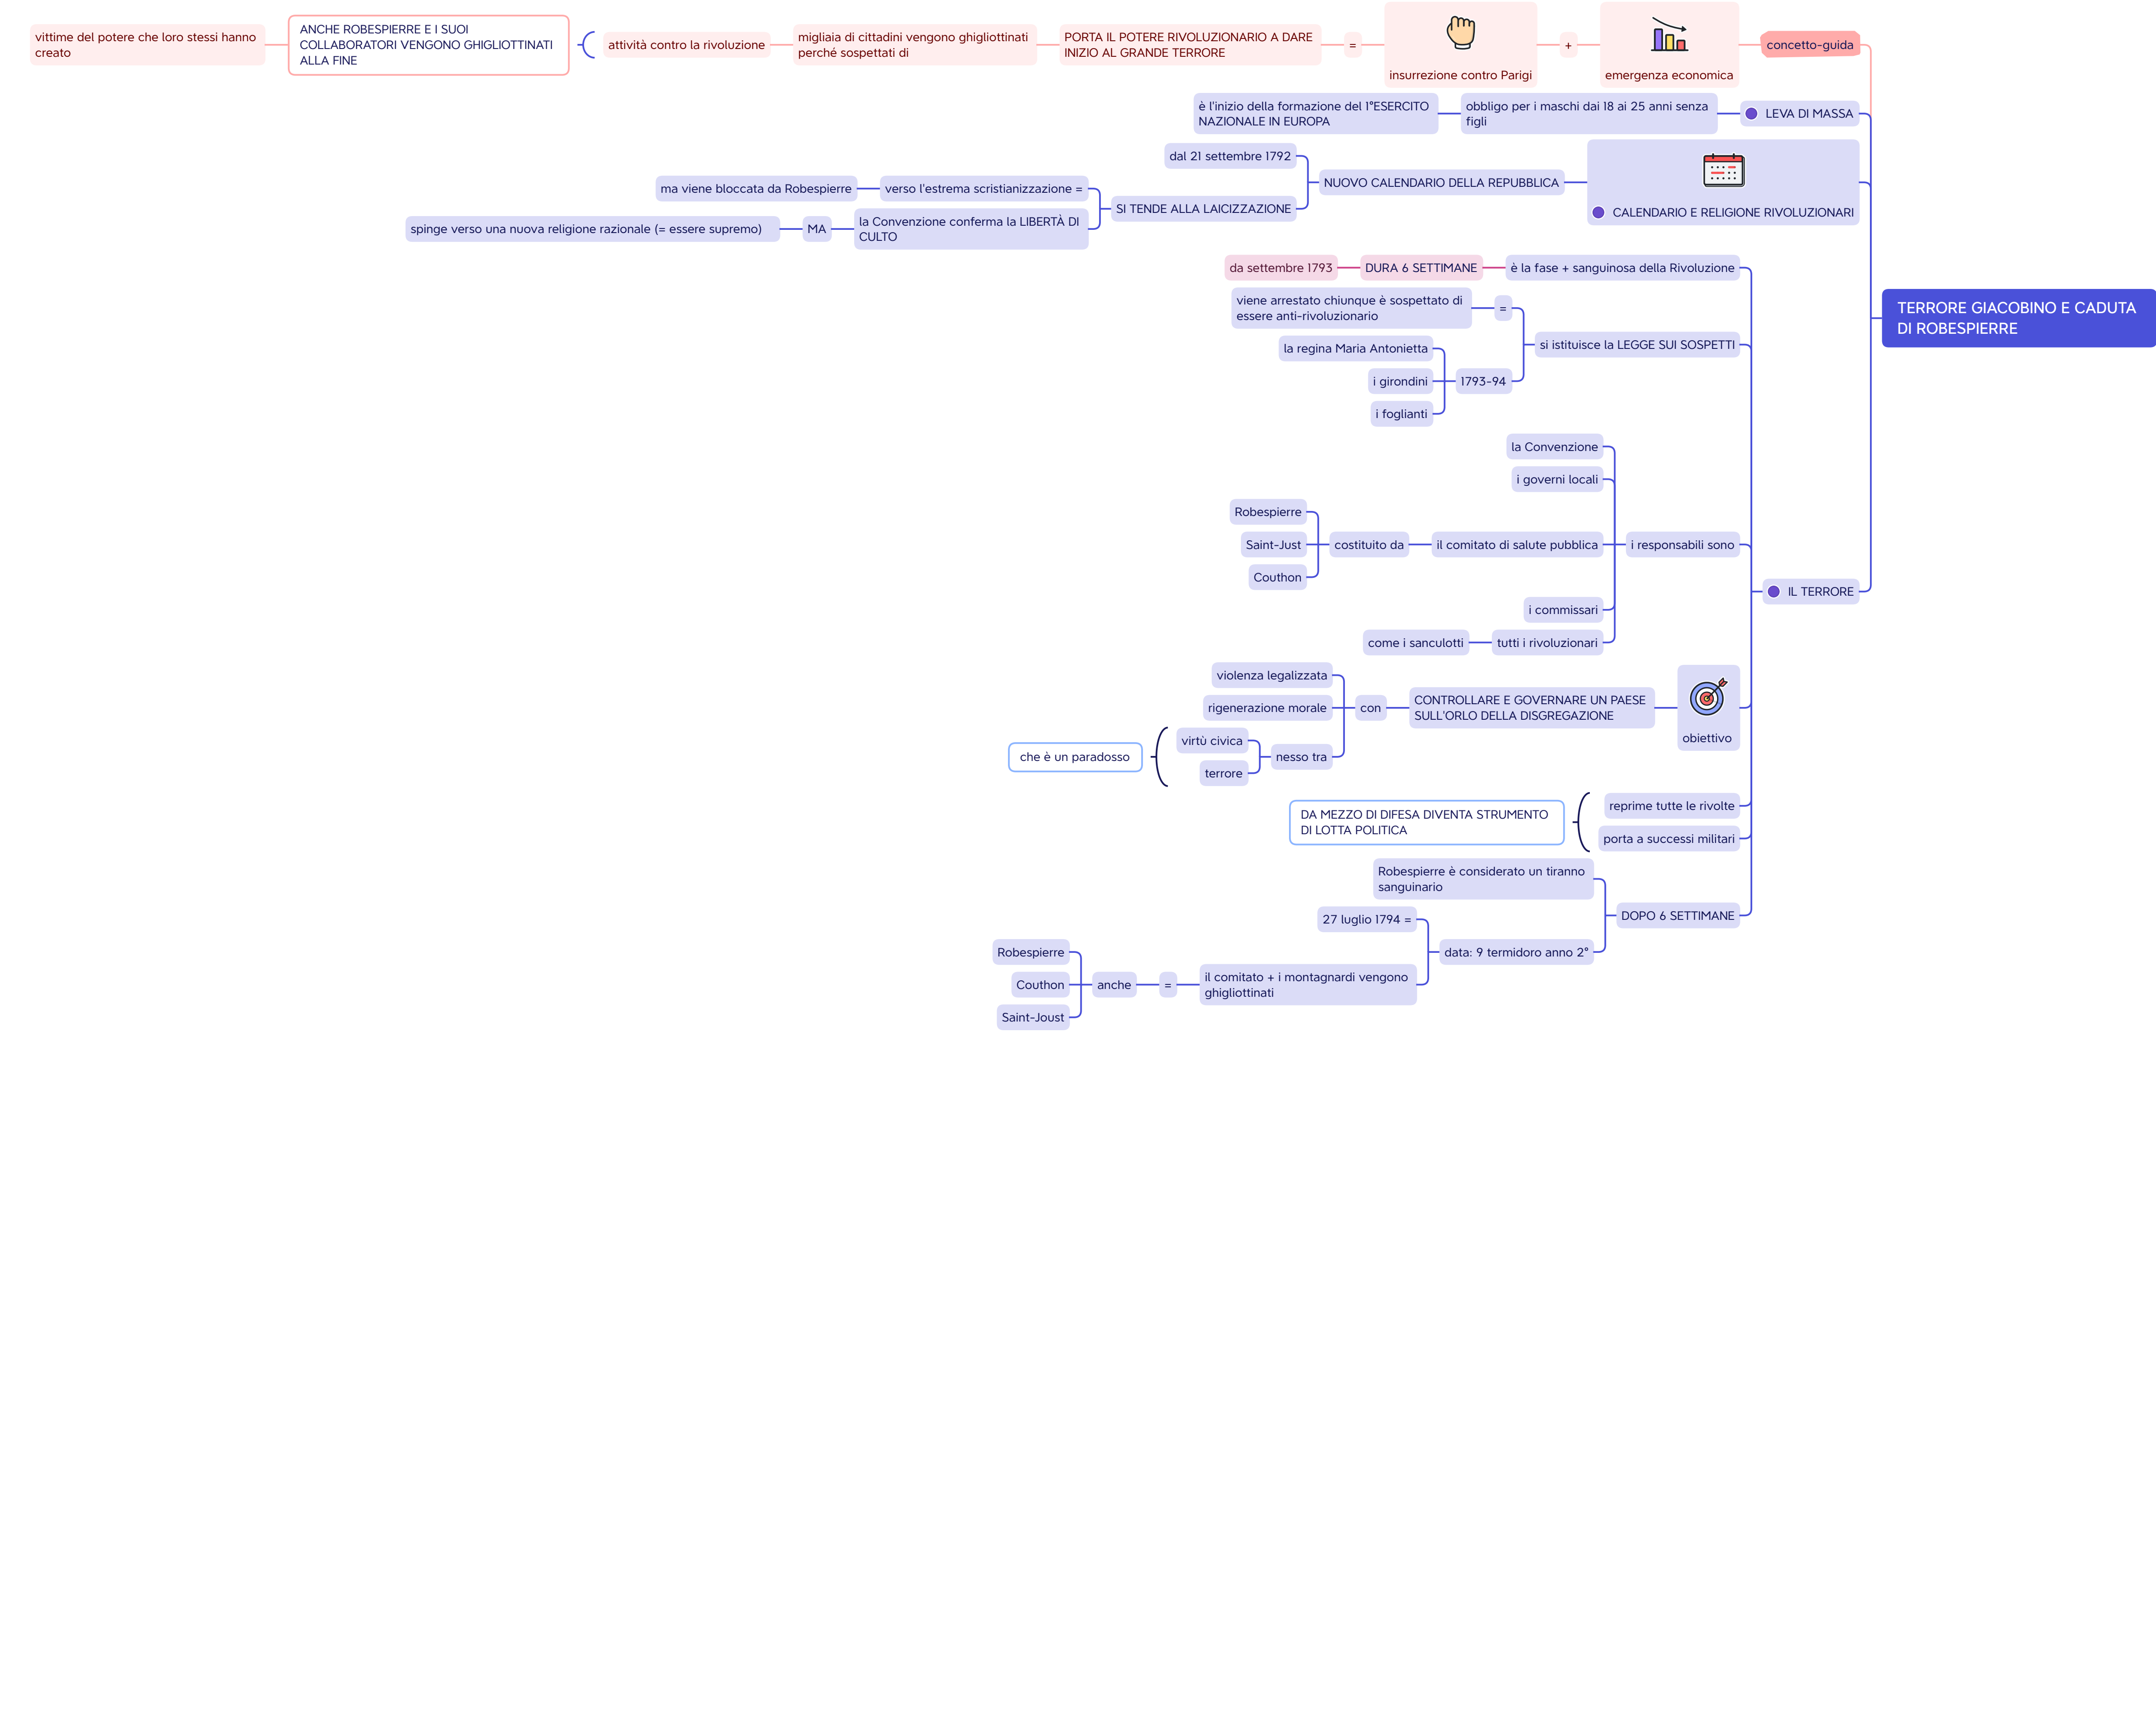 TERRORE GIACOBINO E CADUTA
DI ROBESPIERRE
concetto-guida
emergenza economica
+
insurrezione contro Parigi
=
PORTA IL POTERE RIVOLUZIONARIO A DARE
INIZIO AL GRANDE TERRORE
migliaia di cittadini vengono ghigliottinati
perché sospettati di
attività contro la rivoluzione
ANCHE ROBESPIERRE E I SUOI
COLLABORATORI VENGONO GHIGLIOTTINATI
ALLA FINE
vittime del potere che loro stessi hanno
creato
LEVA DI MASSA
obbligo per i maschi dai 18 ai 25 anni senza
figli
è l'inizio della formazione del 1°ESERCITO
NAZIONALE IN EUROPA
CALENDARIO E RELIGIONE RIVOLUZIONARI
NUOVO CALENDARIO DELLA REPUBBLICA
dal 21 settembre 1792
SI TENDE ALLA LAICIZZAZIONE
verso l'estrema scristianizzazione =
ma viene bloccata da Robespierre
la Convenzione conferma la LIBERTÀ DI
CULTO
MA
spinge verso una nuova religione razionale (= essere supremo)
IL TERRORE
è la fase + sanguinosa della Rivoluzione
DURA 6 SETTIMANE
da settembre 1793
si istituisce la LEGGE SUI SOSPETTI
=
viene arrestato chiunque è sospettato di
essere anti-rivoluzionario
1793-94
la regina Maria Antonietta
i girondini
i foglianti
i responsabili sono
la Convenzione
i governi locali
il comitato di salute pubblica
costituito da
Robespierre
Saint-Just
Couthon
i commissari
tutti i rivoluzionari
come i sanculotti
obiettivo
CONTROLLARE E GOVERNARE UN PAESE
SULL'ORLO DELLA DISGREGAZIONE
con
violenza legalizzata
rigenerazione morale
nesso tra
virtù civica
terrore
che è un paradosso
reprime tutte le rivolte
porta a successi militari
DA MEZZO DI DIFESA DIVENTA STRUMENTO
DI LOTTA POLITICA
DOPO 6 SETTIMANE
Robespierre è considerato un tiranno
sanguinario
data: 9 termidoro anno 2°
27 luglio 1794 =
il comitato + i montagnardi vengono
ghigliottinati
=
anche
Robespierre
Couthon
Saint-Joust